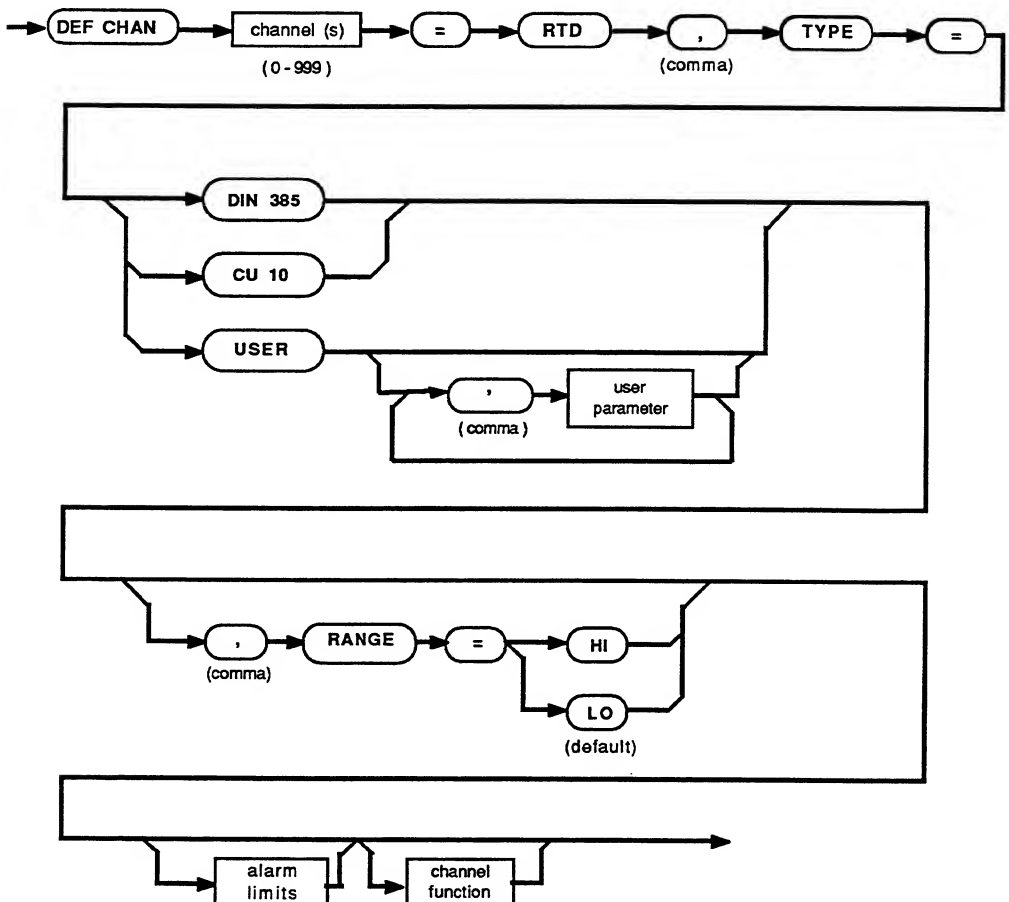 DEF CHAN channel (s) = RTD , TYPE =
(0-999) (comma)
DIN 385
CU 10
USER
, user parameter
(comma)
, RANGE = HI
(comma)
LO
(default)
alarm limits channel function